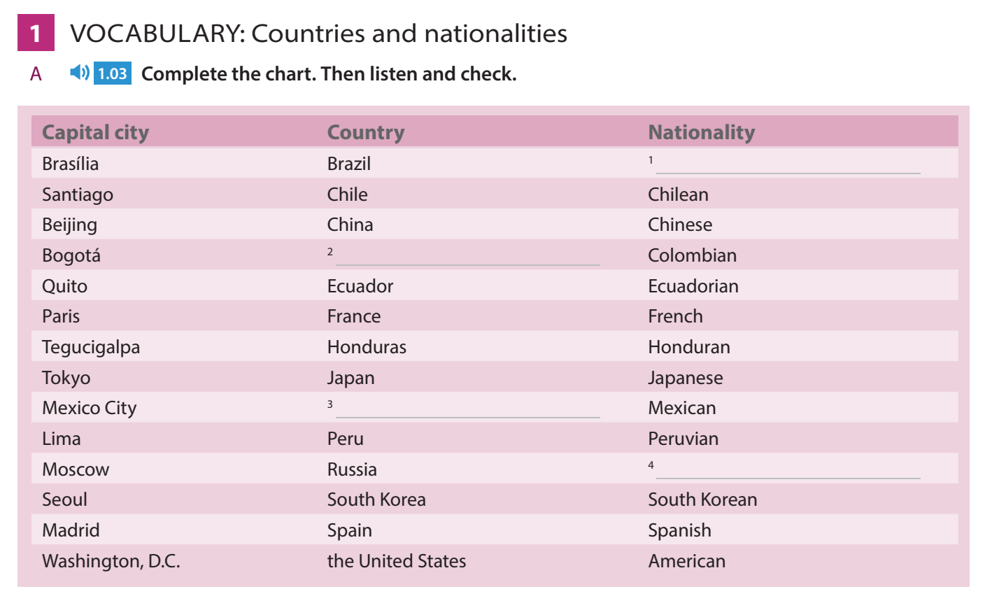 1 VOCABULARY: Countries and nationalities
A 1.03 Complete the chart. Then listen and check.
Capital city Country Nationality
Brasília Brazil 1
Santiago Chile Chilean
Beijing China Chinese
Bogotá 2 Colombian
Quito Ecuador Ecuadorian
Paris France French
Tegucigalpa Honduras Honduran
Tokyo Japan Japanese
Mexico City 3 Mexican
Lima Peru Peruvian
Moscow Russia 4
Seoul South Korea South Korean
Madrid Spain Spanish
Washington, D.C. the United States American